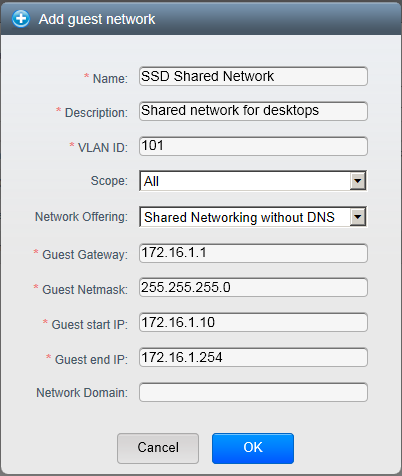 Add guest network
* Name: SSD Shared Network
* Description: Shared network for desktops
* VLAN ID: 101
Scope: All
Network Offering: Shared Networking without DNS
* Guest Gateway: 172.16.1.1
* Guest Netmask: 255.255.255.0
* Guest start IP: 172.16.1.10
* Guest end IP: 172.16.1.254
Network Domain:
Cancel OK